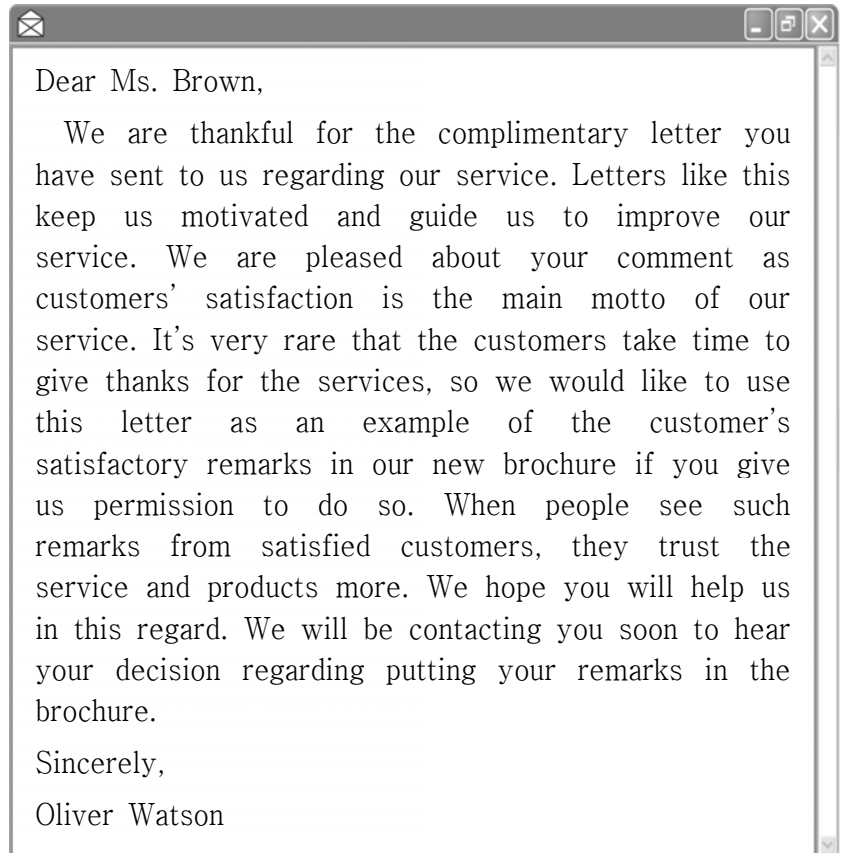 Dear Ms. Brown,
We are thankful for the complimentary letter you
have sent to us regarding our service. Letters like this
keep us motivated and guide us to improve our
service. We are pleased about your comment as
customers’ satisfaction is the main motto of our
service. It’s very rare that the customers take time to
give thanks for the services, so we would like to use
this letter as an example of the customer’s
satisfactory remarks in our new brochure if you give
us permission to do so. When people see such
remarks from satisfied customers, they trust the
service and products more. We hope you will help us
in this regard. We will be contacting you soon to hear
your decision regarding putting your remarks in the
brochure.
Sincerely,
Oliver Watson